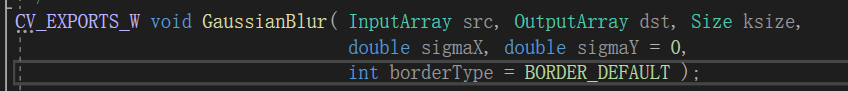 CV_EXPORTS_W void GaussianBlur( InputArray src, OutputArray dst, Size ksize,
double sigmaX, double sigmaY = 0,
int borderType = BORDER_DEFAULT );